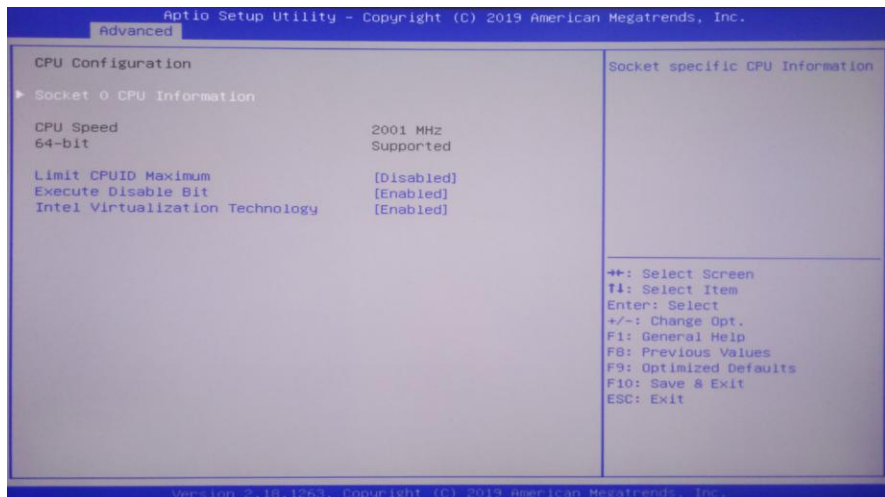 Aptio Setup Utility – Copyright (C) 2019 American Megatrends, Inc.
Advanced
CPU Configuration
Socket 0 CPU Information
CPU Speed 2001 MHz
64-bit Supported
Limit CPUID Maximum [Disabled]
Execute Disable Bit [Enabled]
Intel Virtualization Technology [Enabled]
Socket specific CPU Information
→←: Select Screen
↑↓: Select Item
Enter: Select
+/-: Change Opt.
F1: General Help
F8: Previous Values
F9: Optimized Defaults
F10: Save & Exit
ESC: Exit
Version 2.18.1263. Copyright (C) 2019 American Megatrends, Inc.